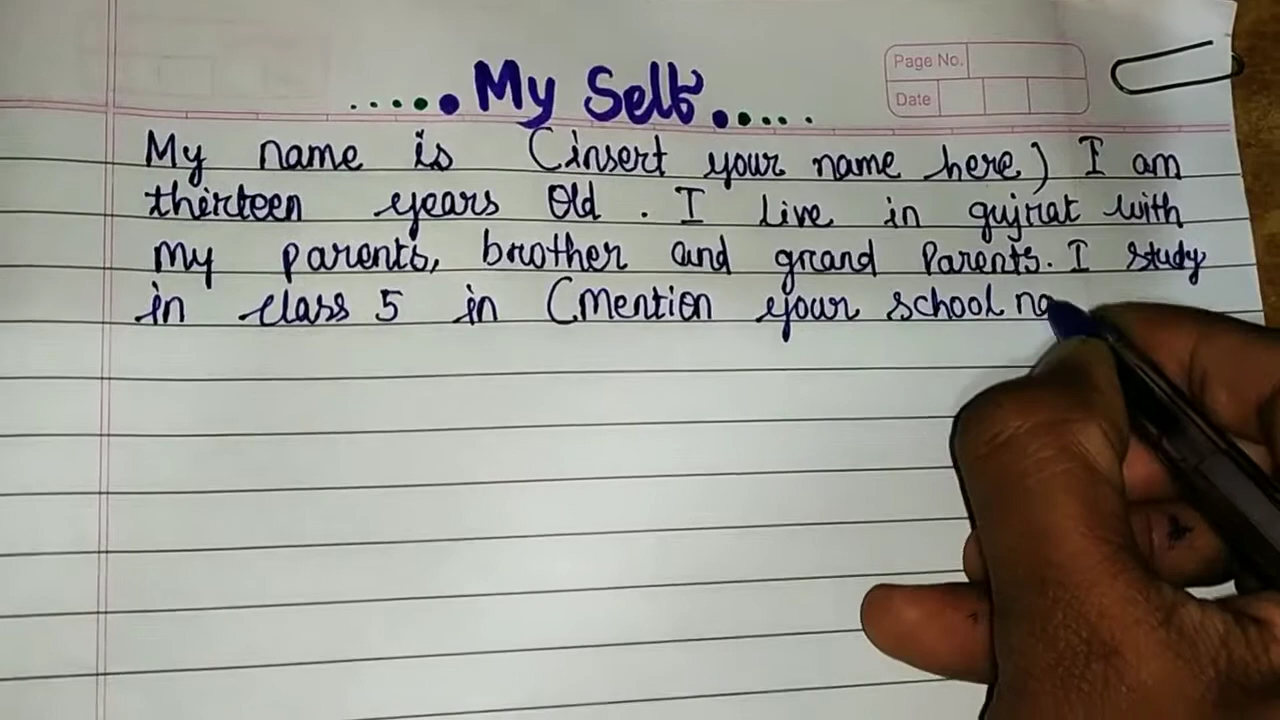 Page No.
Date
..... My Self .....
My name is (insert your name here) I am
thirteen years Old . I Live in gujrat with
my parents, brother and grand Parents. I study
in class 5 in (Mention your school na